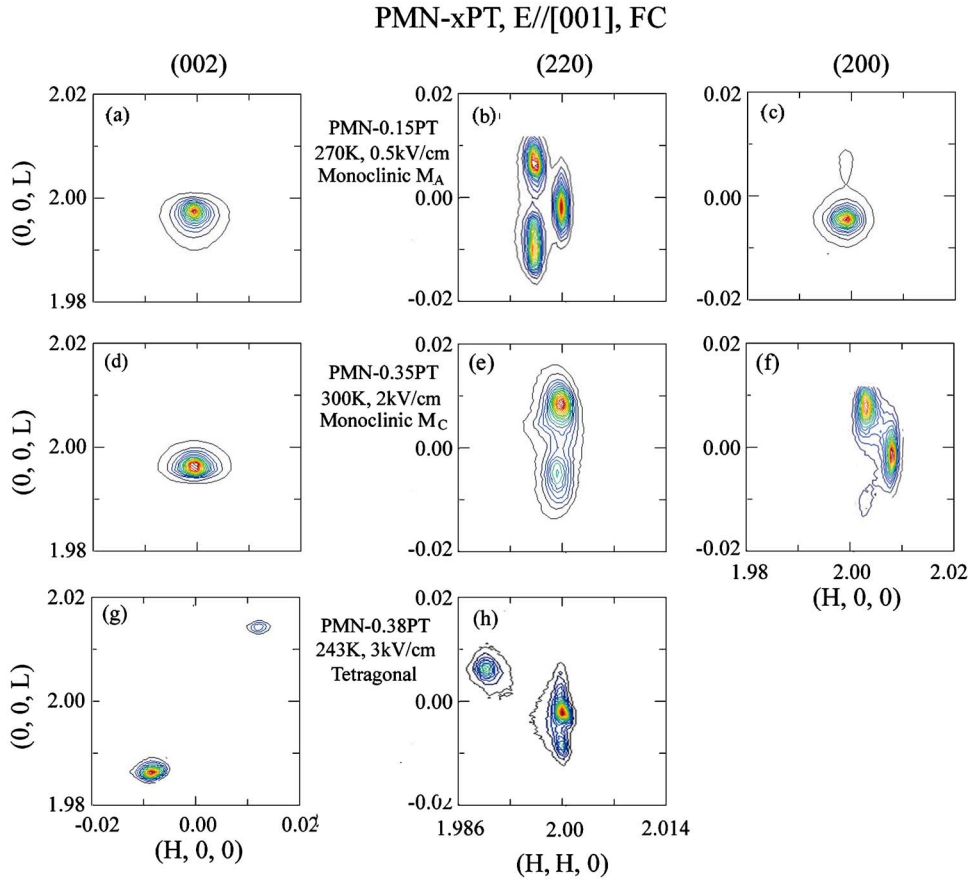 PMN-xPT, E//[001], FC
(002)
(220)
(200)
2.02
2.00
1.98
(0, 0, L)
(a)
PMN-0.15PT
270K, 0.5kV/cm
Monoclinic MA
0.02
0.00
-0.02
(b)
0.02
0.00
-0.02
(c)
2.02
2.00
1.98
(0, 0, L)
(d)
PMN-0.35PT
300K, 2kV/cm
Monoclinic MC
0.02
0.00
-0.02
(e)
0.02
0.00
-0.02
(f)
1.98
2.00
2.02
(H, 0, 0)
2.02
2.00
1.98
(0, 0, L)
(g)
-0.02
0.00
0.02
(H, 0, 0)
PMN-0.38PT
243K, 3kV/cm
Tetragonal
0.02
0.00
-0.02
(h)
1.986
2.00
2.014
(H, H, 0)